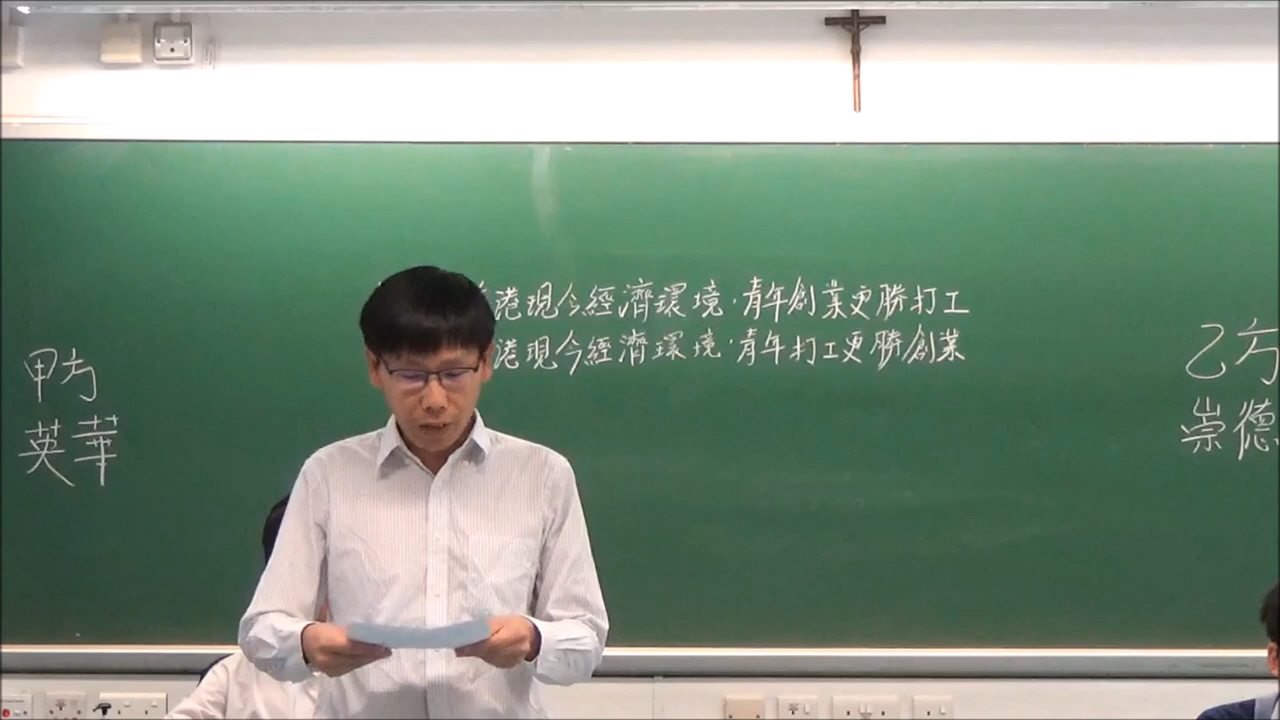 港現今經濟環境,青年創業更勝打工
港現今經濟環境,青年打工更勝創業
甲方
英華
乙方
崇德